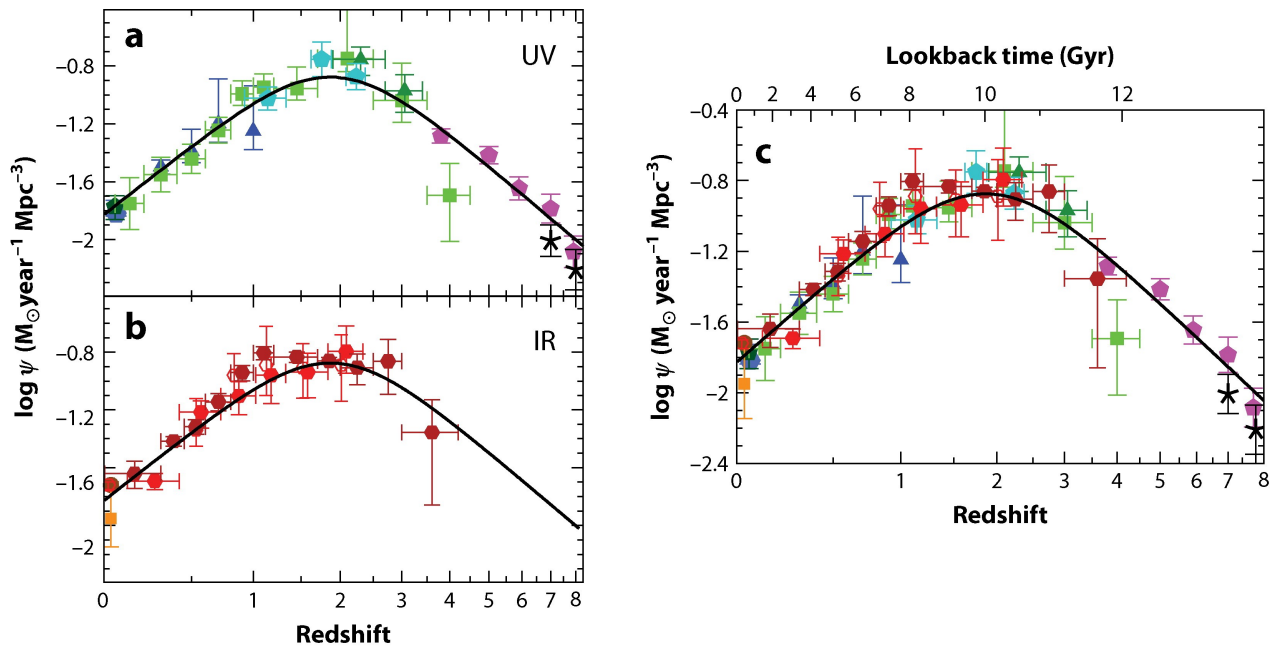 a
UV
−0.8
−1.2
−1.6
−2
b
IR
−0.8
−1.2
−1.6
−2
log ψ (M⊙ year⁻¹ Mpc⁻³)
0 1 2 3 4 5 6 7 8
Redshift
Lookback time (Gyr)
0 2 4 6 8 10 12
c
−0.4
−0.8
−1.2
−1.6
−2
−2.4
log ψ (M⊙ year⁻¹ Mpc⁻³)
0 1 2 3 4 5 6 7 8
Redshift